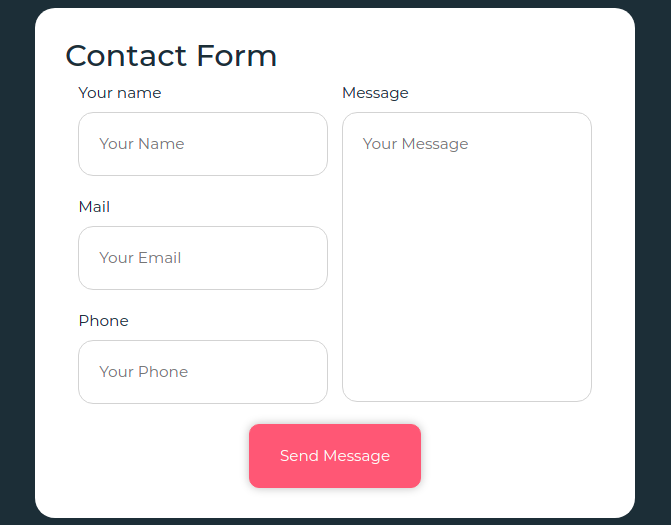 Contact Form
Your name
Your Name
Mail
Your Email
Phone
Your Phone
Message
Your Message
Send Message